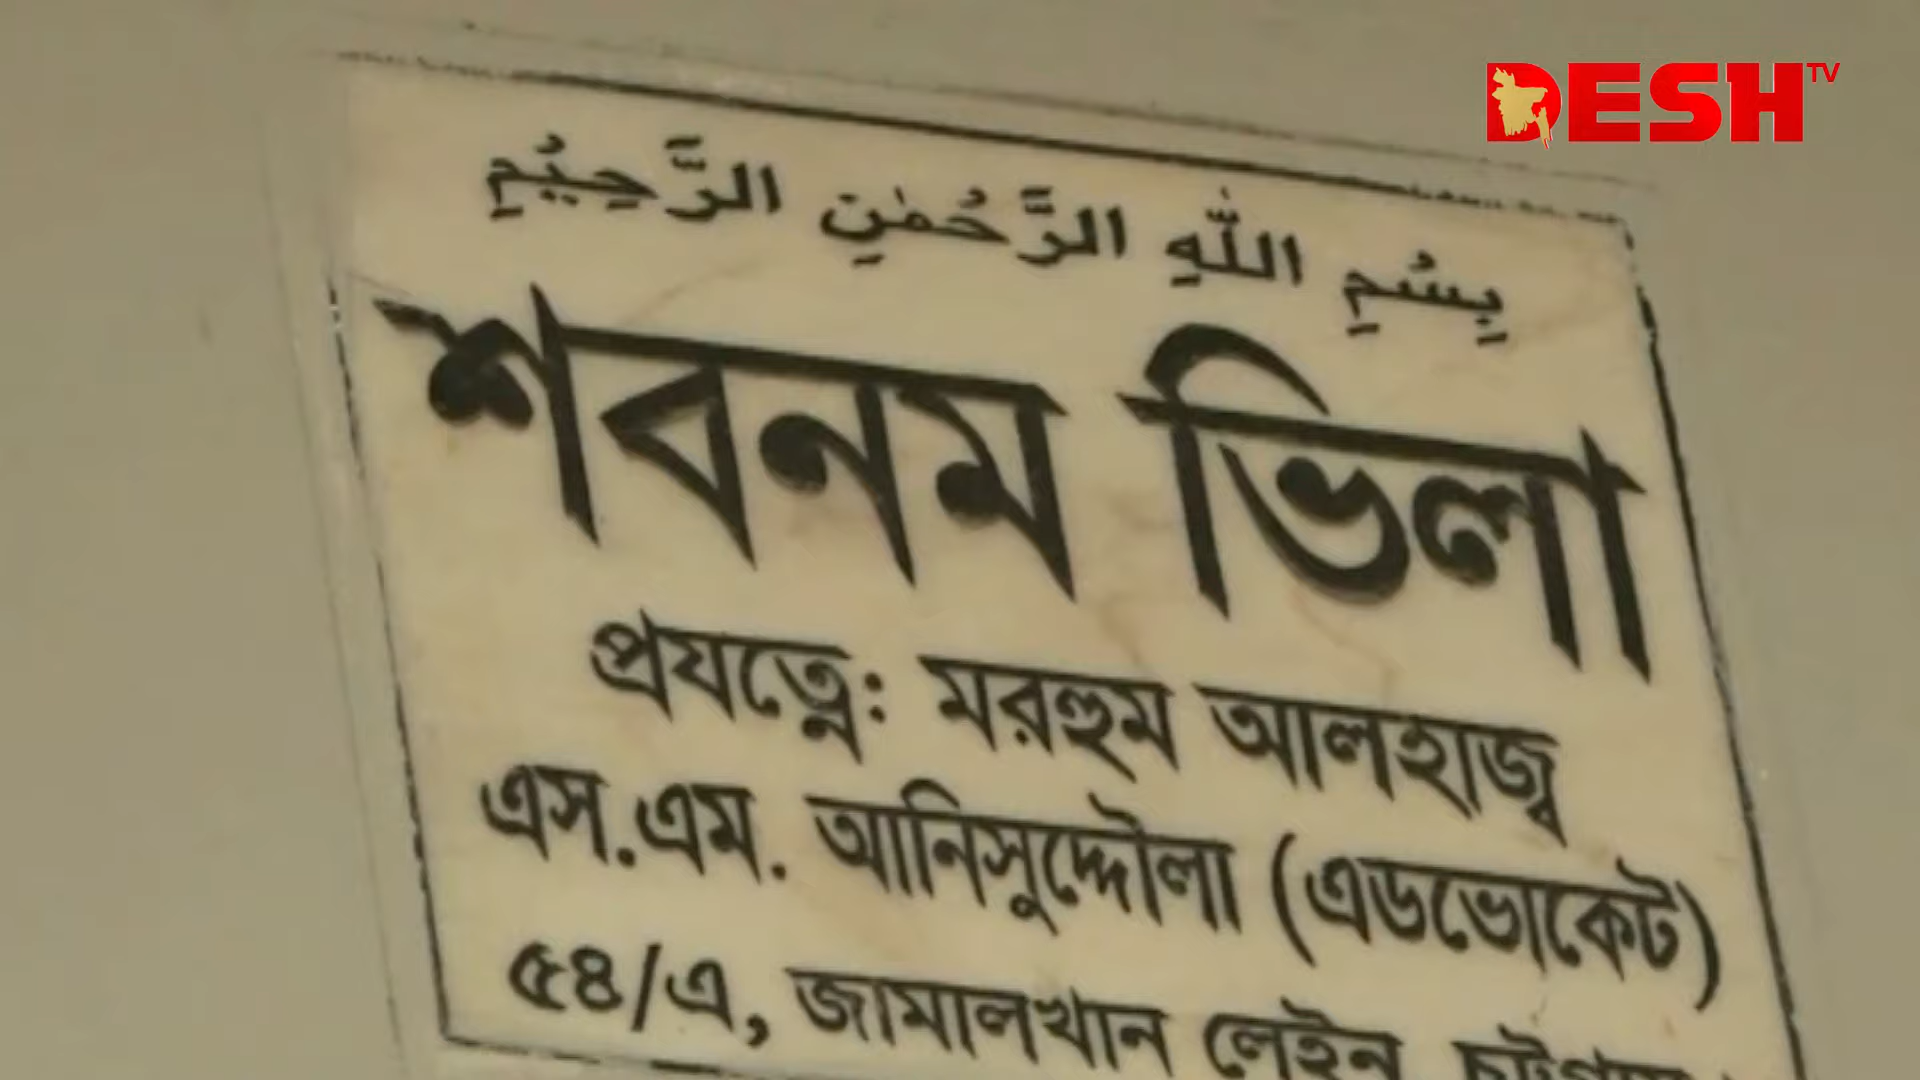 DESH TV
بِسْمِ اللّٰهِ الرَّحْمٰنِ الرَّحِيْمِ
শবনম ভিলা
প্রযত্নে: মরহুম আলহাজ্ব
এস.এম. আনিসুদ্দৌলা (এডভোকেট)
৫৪/এ, জামালখান লেইন